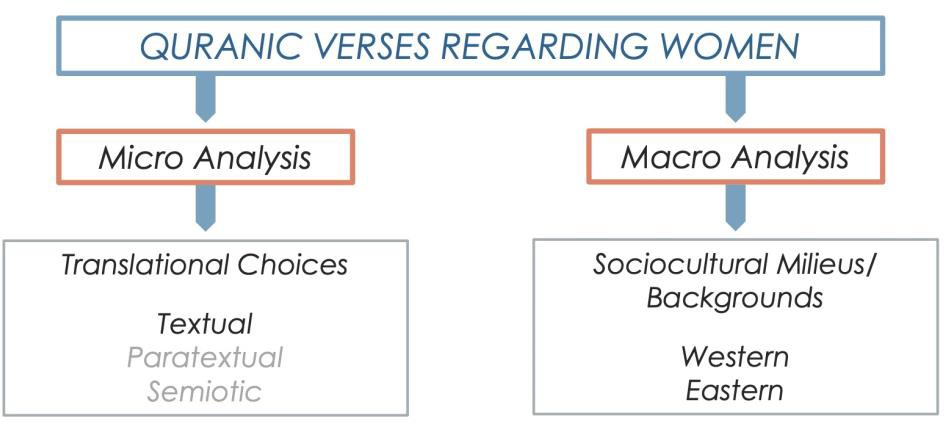 QURANIC VERSES REGARDING WOMEN
Micro Analysis
Macro Analysis
Translational Choices
Textual
Paratextual
Semiotic
Sociocultural Milieus/
Backgrounds
Western
Eastern